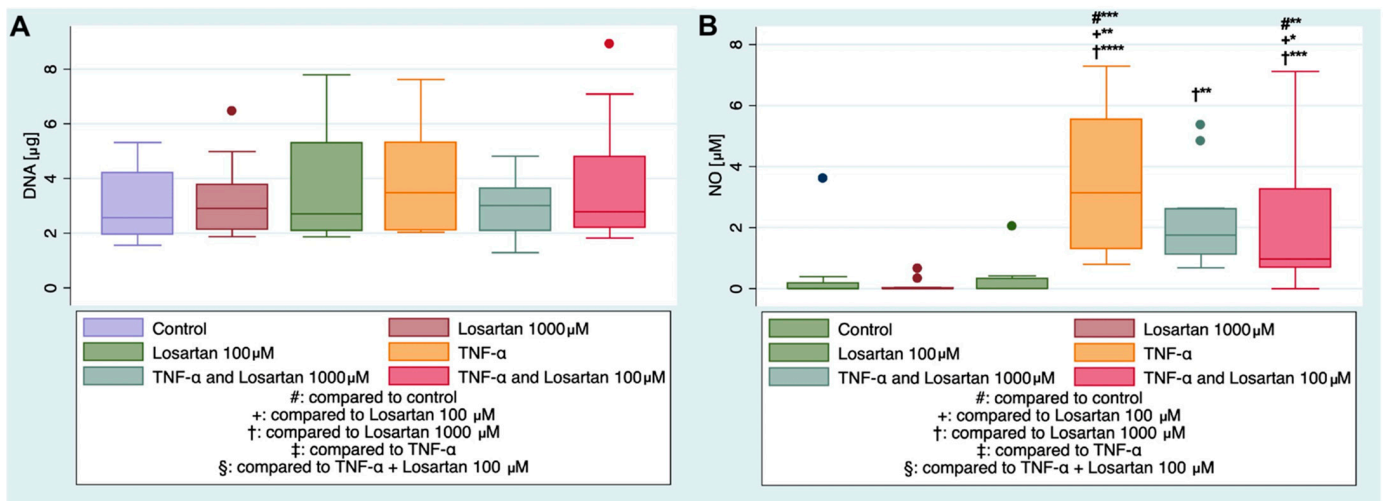 A
DNA [µg]
8
6
4
2
0
Control
Losartan 1000µM
Losartan 100µM
TNF-α
TNF-α and Losartan 1000µM
TNF-α and Losartan 100µM
#: compared to control
+: compared to Losartan 100 µM
†: compared to Losartan 1000 µM
‡: compared to TNF-α
§: compared to TNF-α + Losartan 100 µM
B
NO [µM]
8
6
4
2
0
#***
+**
†****
†**
#**
+*
†***
Control
Losartan 1000µM
Losartan 100µM
TNF-α
TNF-α and Losartan 1000µM
TNF-α and Losartan 100µM
#: compared to control
+: compared to Losartan 100 µM
†: compared to Losartan 1000 µM
‡: compared to TNF-α
§: compared to TNF-α + Losartan 100 µM